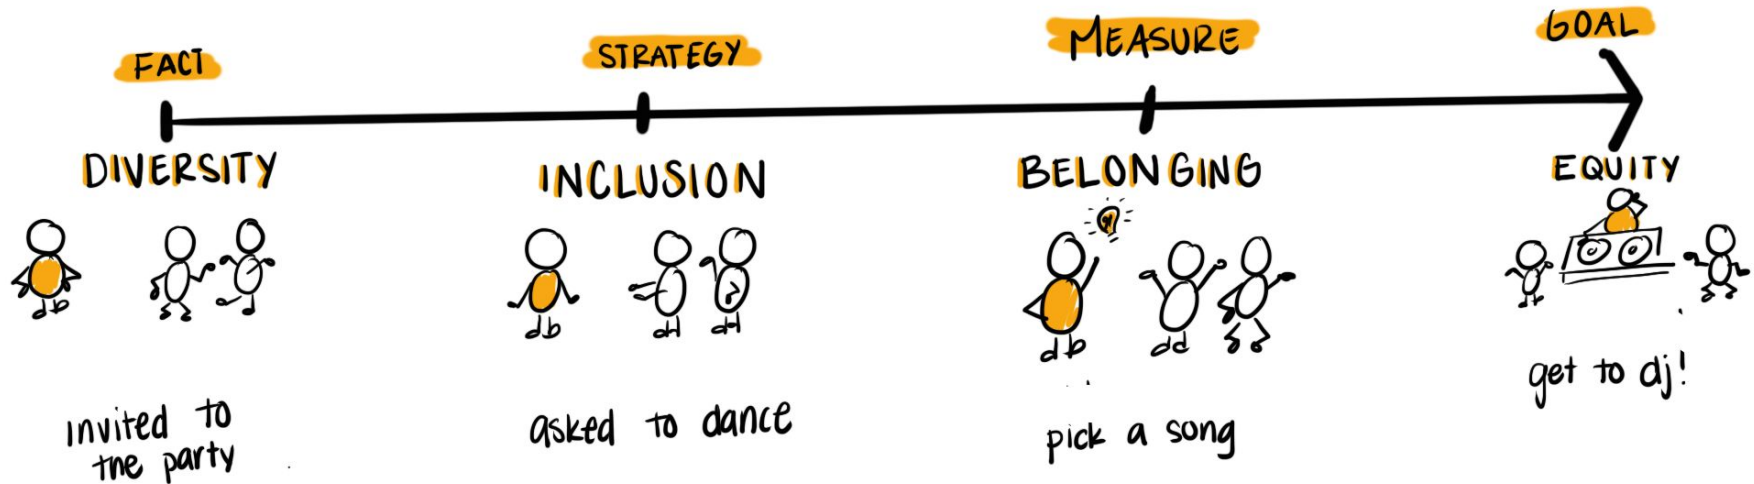 FACT
STRATEGY
MEASURE
GOAL
DIVERSITY
INCLUSION
BELONGING
EQUITY
invited to
the party
asked to dance
pick a song
get to dj!